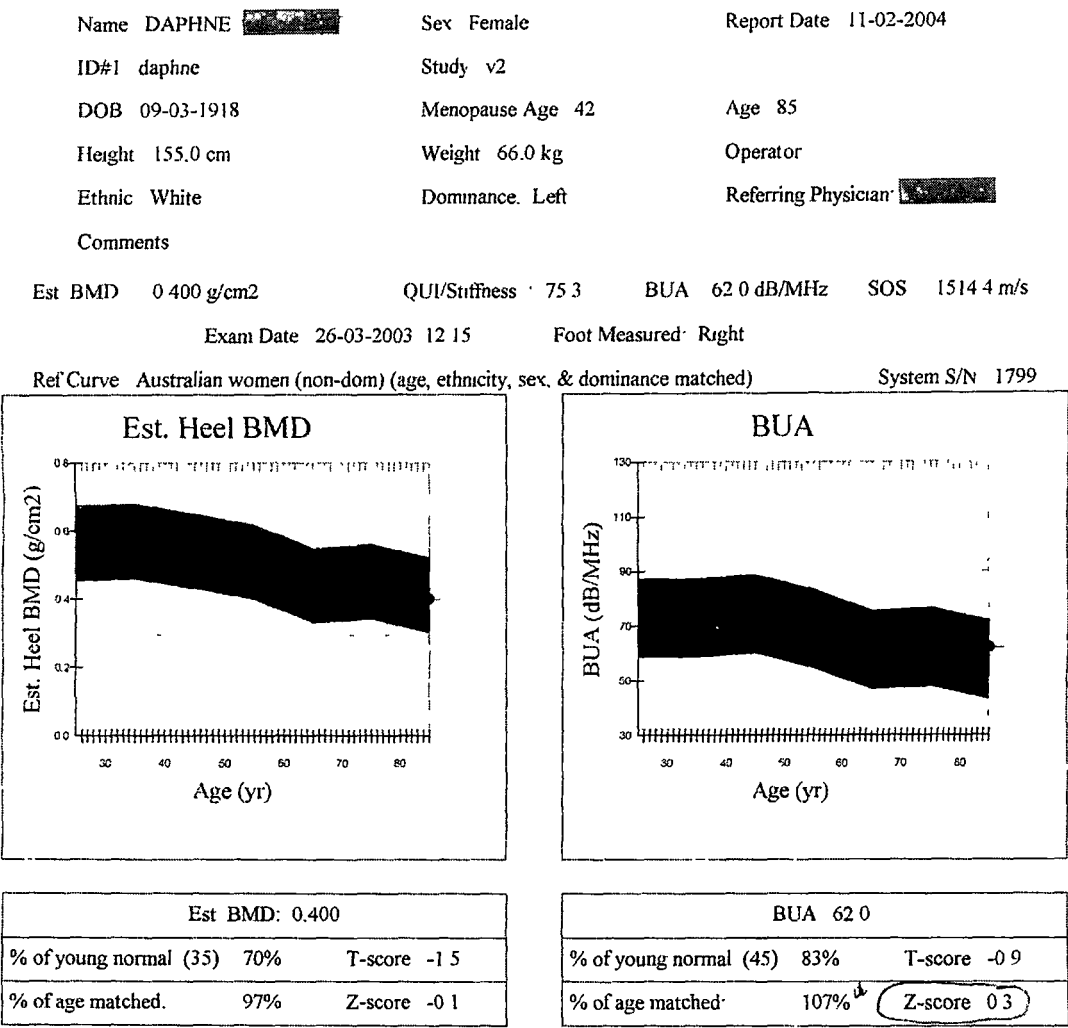 Name DAPHNE Sex Female Report Date 11-02-2004
ID#1 daphne Study v2
DOB 09-03-1918 Menopause Age 42 Age 85
Height 155.0 cm Weight 66.0 kg Operator
Ethnic White Dominance. Left Referring Physician
Comments
Est BMD 0 400 g/cm2 QUI/Stiffness 75 3 BUA 62 0 dB/MHz SOS 1514 4 m/s
Exam Date 26-03-2003 12 15 Foot Measured Right
Ref Curve Australian women (non-dom) (age, ethnicity, sex, & dominance matched) System S/N 1799
Est. Heel BMD
Est. Heel BMD (g/cm2)
0 8
0 6
0 4
0 2
0 0
30 40 50 60 70 80
Age (yr)
BUA
BUA (dB/MHz)
130
110
90
70
50
30
30 40 50 60 70 80
Age (yr)
Est BMD: 0.400
% of young normal (35) 70% T-score -1 5
% of age matched. 97% Z-score -0 1
BUA 62 0
% of young normal (45) 83% T-score -0 9
% of age matched 107% Z-score 0 3